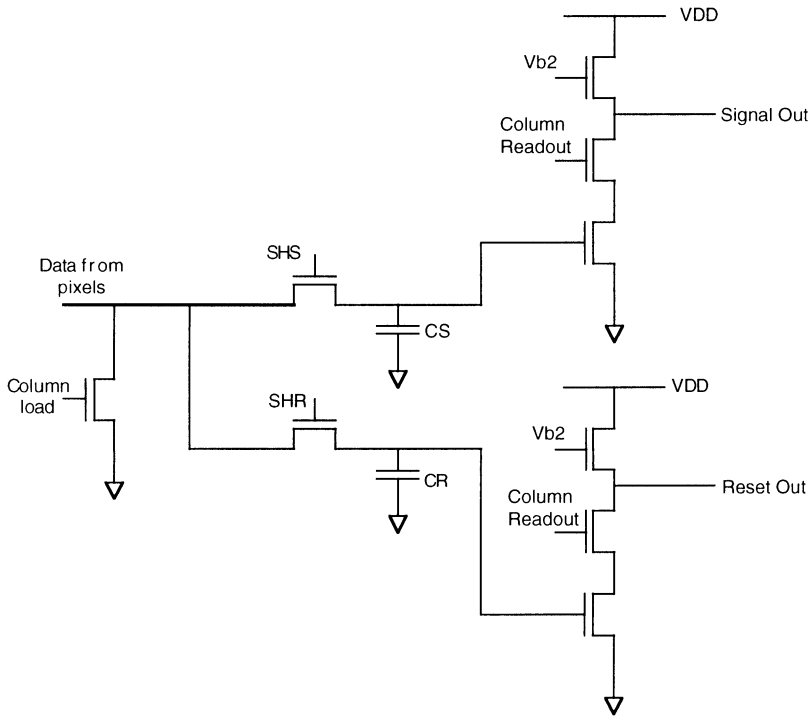 VDD
Vb2
Signal Out
Column
Readout
SHS
Data from
pixels
CS
Column
load
SHR
VDD
Vb2
CR
Reset Out
Column
Readout